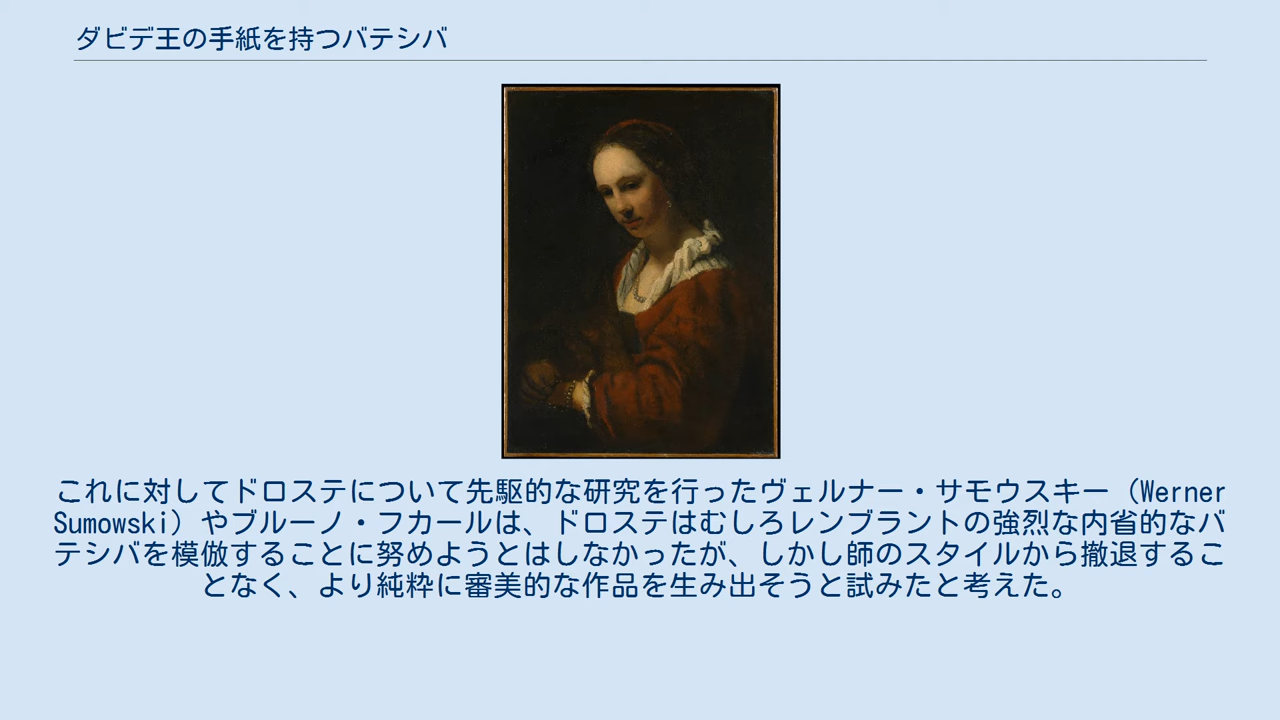 ダビデ王の手紙を持つバテシバ
これに対してドロステについて先駆的な研究を行ったヴェルナー・サモウスキー（Werner
Sumowski）やブルーノ・フカールは、ドロステはむしろレンブラントの強烈な内省的なバ
テシバを模倣することに努めようとはしなかったが、しかし師のスタイルから撤退するこ
となく、より純粋に審美的な作品を生み出そうと試みたと考えた。